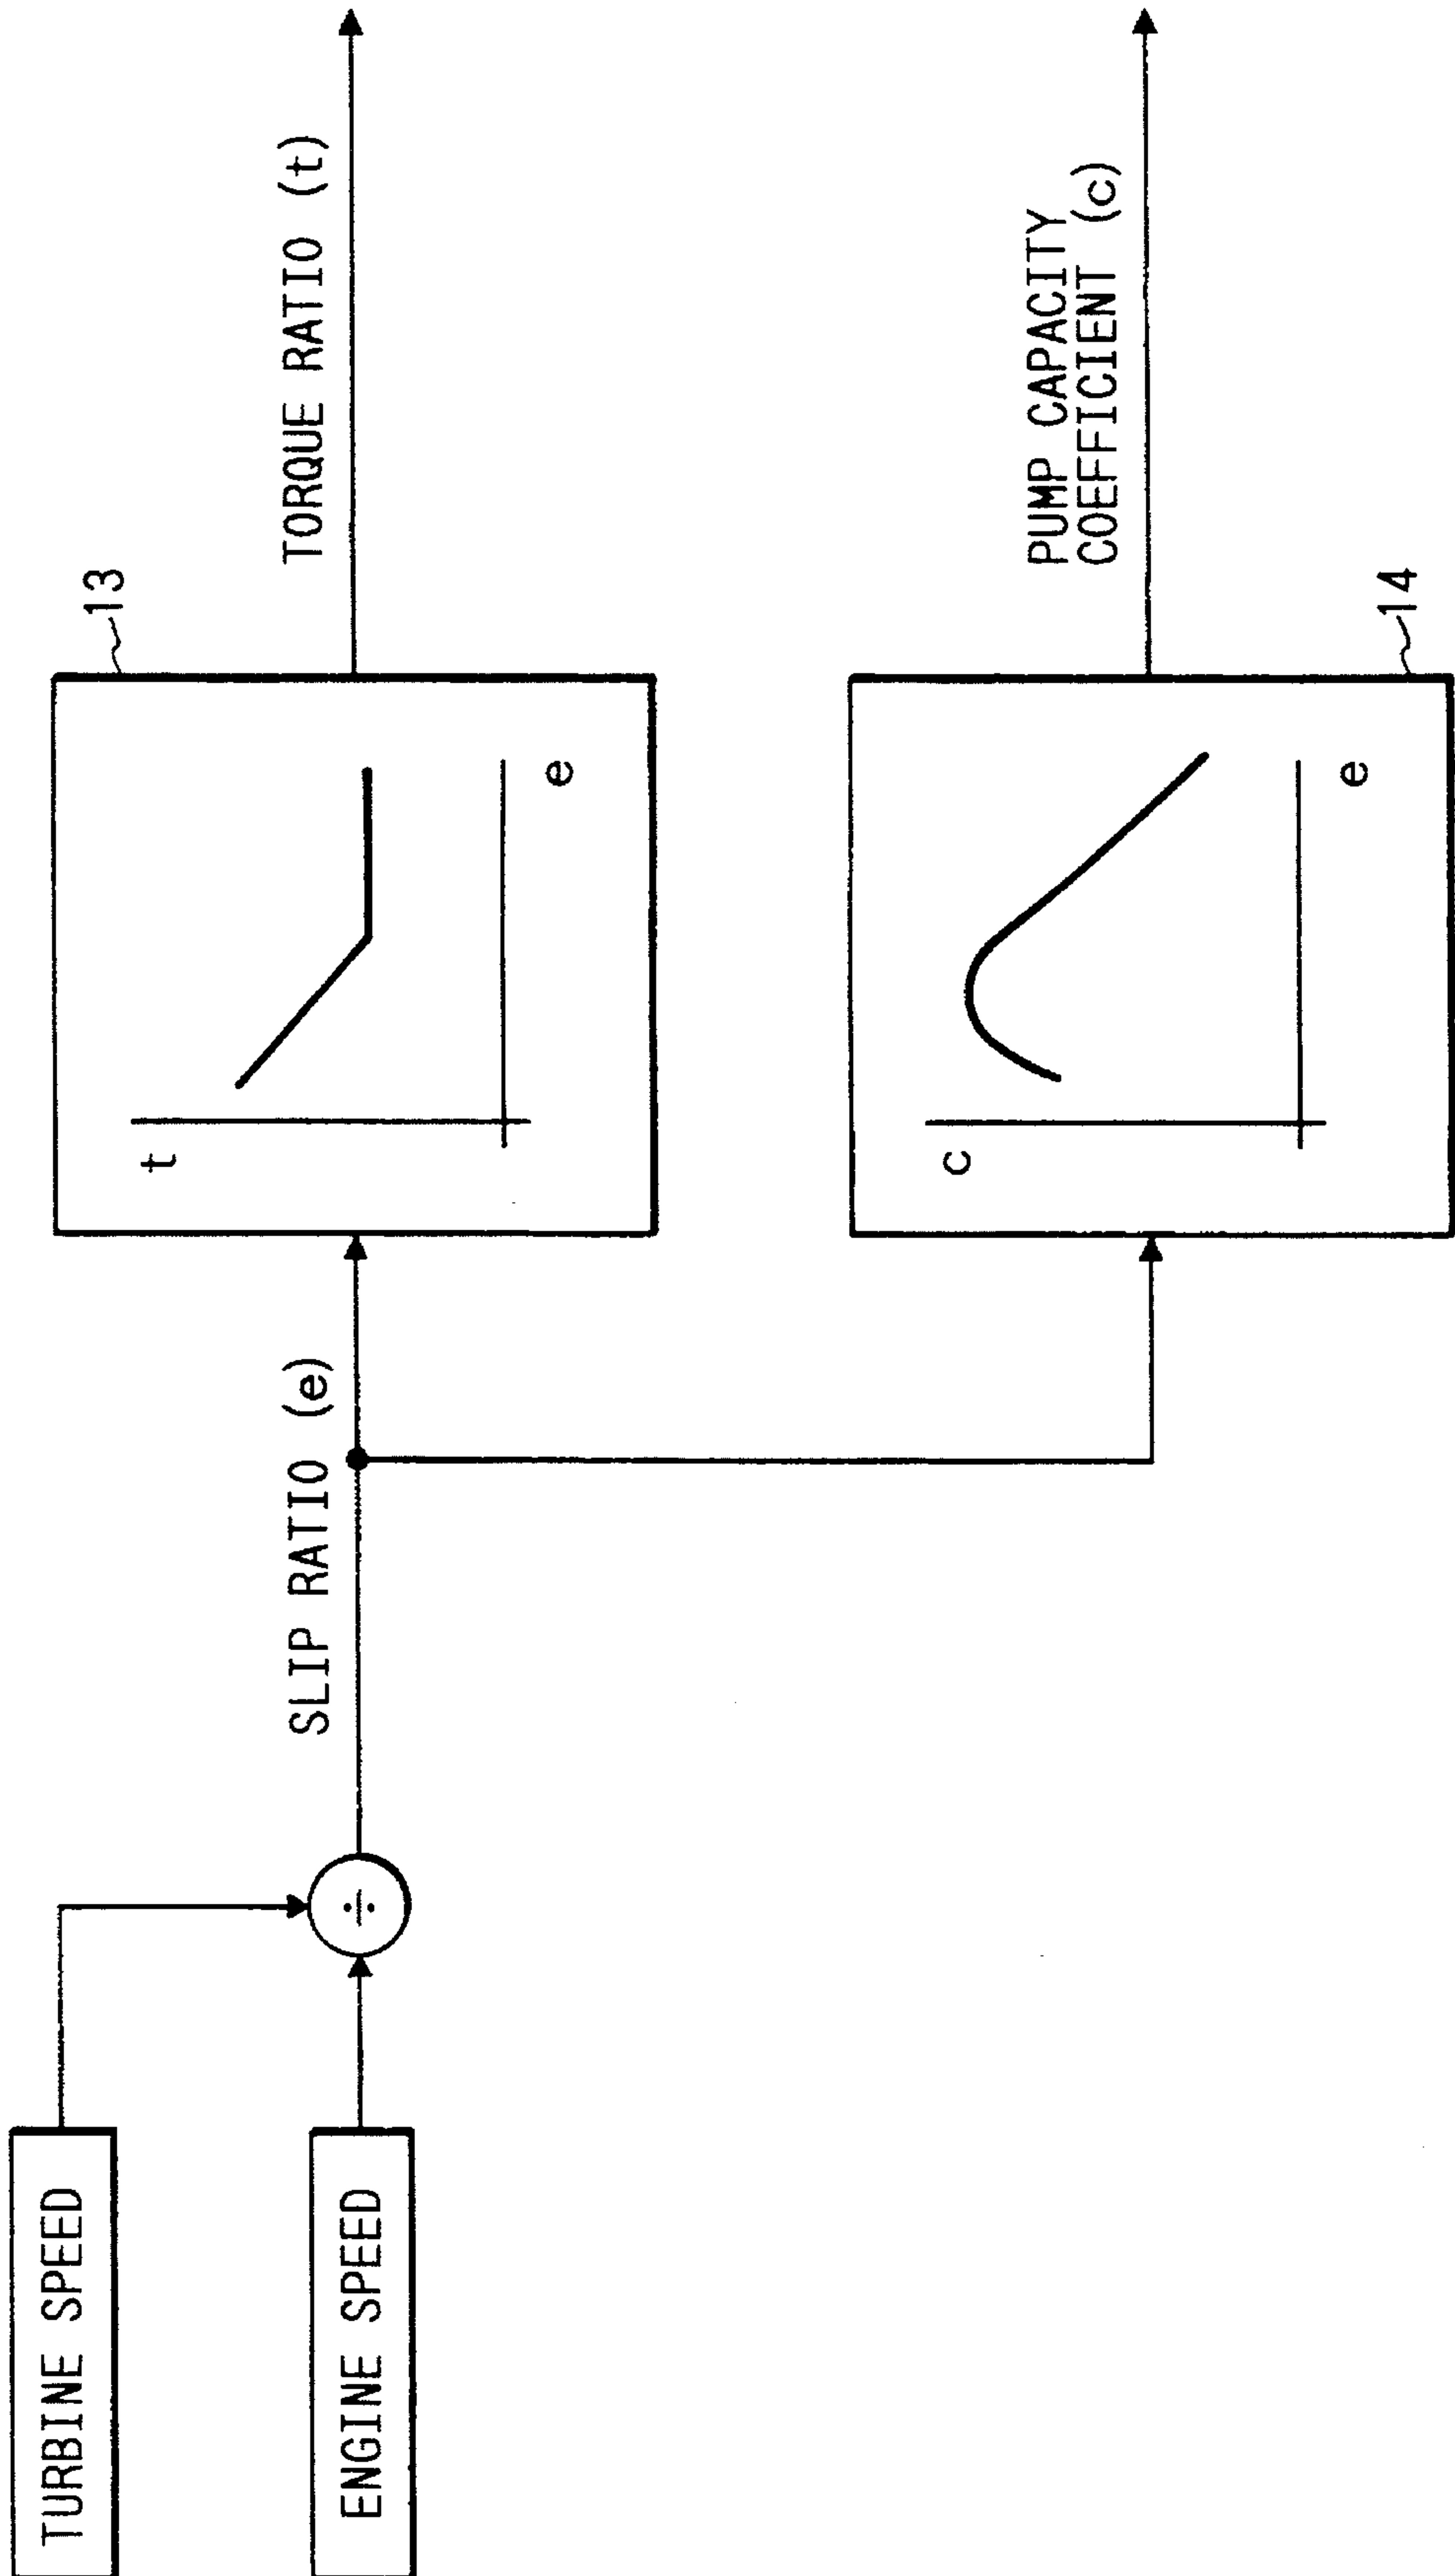 TURBINE SPEED
ENGINE SPEED
÷
SLIP RATIO (e)
13
t
e
TORQUE RATIO (t)
14
c
e
PUMP CAPACITY
COEFFICIENT (c)